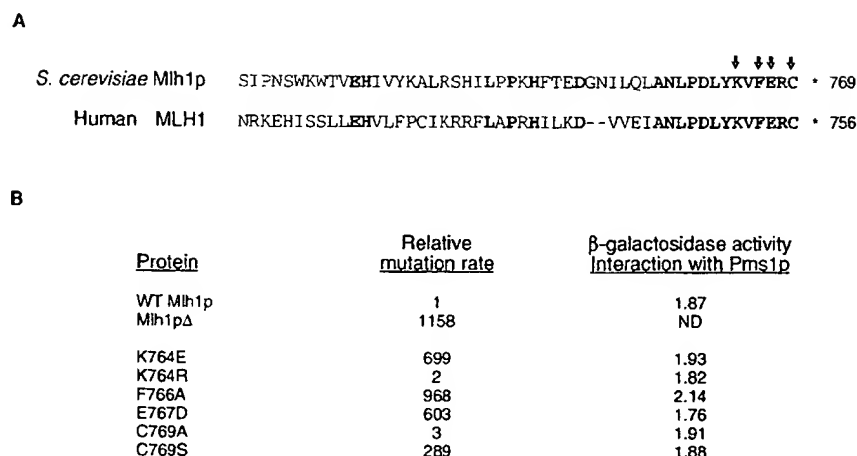 A
S. cerevisiae Mlh1p SIPNSWKWTVEHIVYKALRSHILPPKHFTEDGNILQLANLPDLYKVFERC * 769
Human MLH1 NRKEHISSLLEHVLFPCIKRRFLAPRHILKD--VVEIANLPDLYKVFERC * 756
B
Protein Relative mutation rate β-galactosidase activity Interaction with Pms1p
WT Mlh1p 1 1.87
Mlh1pΔ 1158 ND
K764E 699 1.93
K764R 2 1.82
F766A 968 2.14
E767D 603 1.76
C769A 3 1.91
C769S 289 1.88